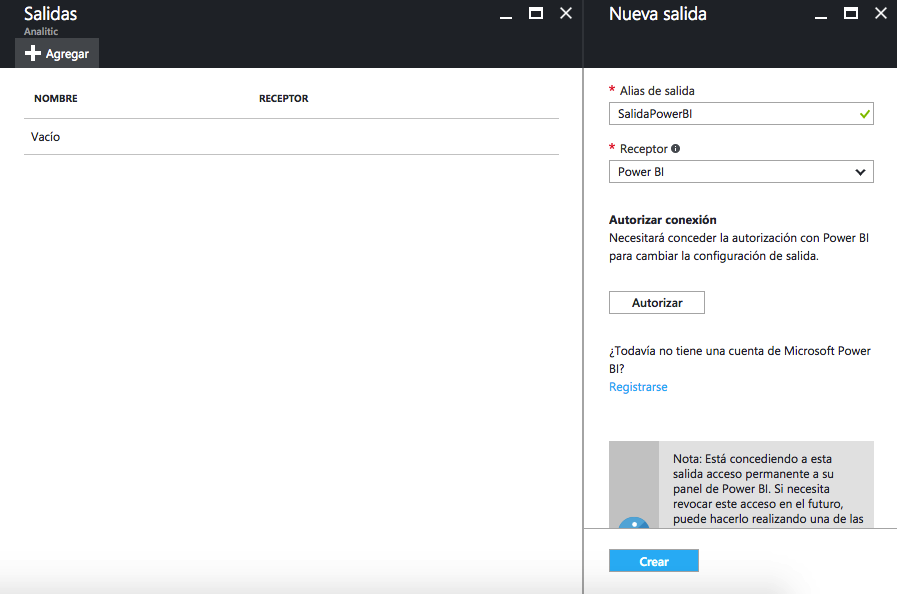 Salidas
Analitic
Agregar
NOMBRE RECEPTOR
Vacío
Nueva salida
* Alias de salida
SalidaPowerBI
* Receptor
Power BI
Autorizar conexión
Necesitará conceder la autorización con Power BI
para cambiar la configuración de salida.
Autorizar
¿Todavía no tiene una cuenta de Microsoft Power
BI?
Registrarse
Nota: Está concediendo a esta
salida acceso permanente a su
panel de Power BI. Si necesita
revocar este acceso en el futuro,
puede hacerlo realizando una de las
Crear